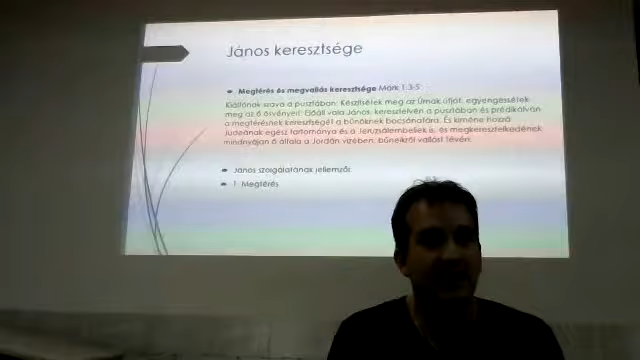 János keresztsége
Megtérés és megvallás keresztsége Márk 1:3-5
Kiáltónak szava a pusztában: Készítsétek meg az Úrnak útját, egyengessétek
meg az ő ösvényeit! Előáll vala János, keresztelvén a pusztában és prédikálván
a megtérésnek keresztségét a bűnöknek bocsánatára. És kiméne hozzá
Júdeának egész tartománya és a Jeruzsálembeliek is, és megkeresztelkedének
mindnyájan ő általa a Jordán vizében, bűneikről vallást tévén.
János szolgálatának jellemzői:
1. Megtérés